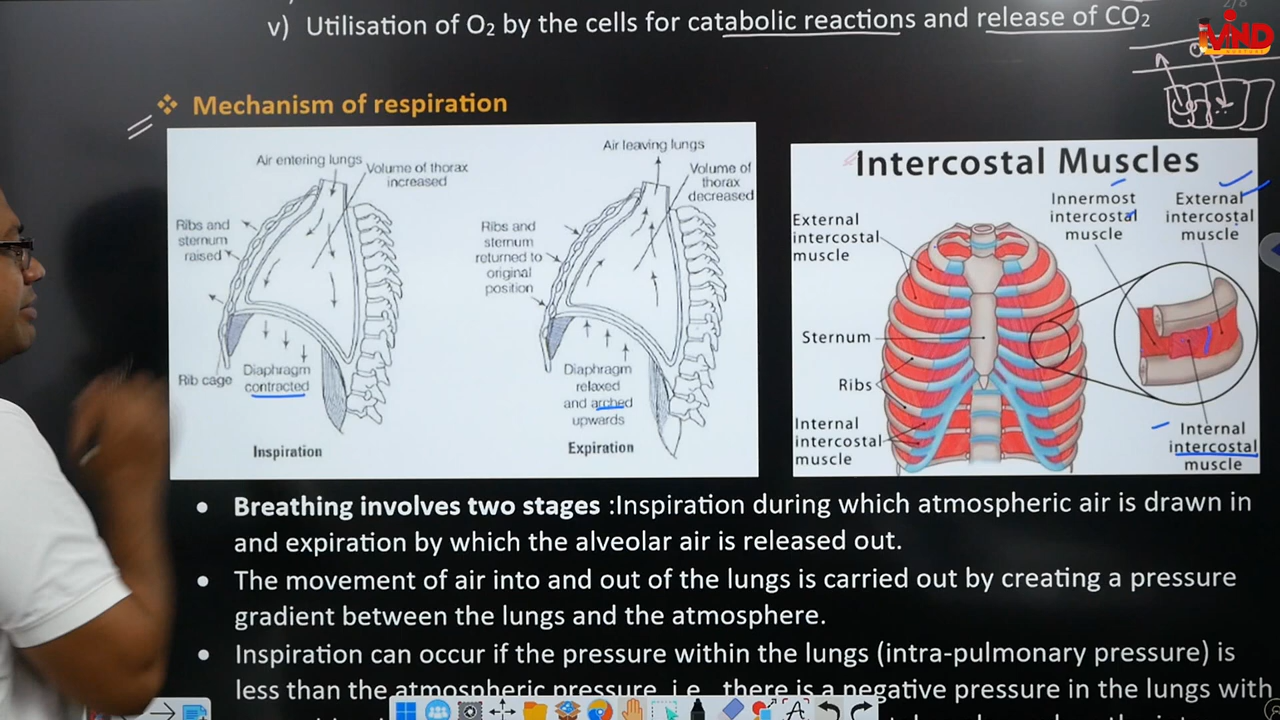 v) Utilisation of O₂ by the cells for catabolic reactions and release of CO₂
2/8
MIND
❖ Mechanism of respiration
Air entering lungs
Volume of thorax
increased
Ribs and
sternum
raised
Rib cage
Diaphragm
contracted
Inspiration
Air leaving lungs
Volume of
thorax
decreased
Ribs and
sternum
returned to
original
position
Diaphragm
relaxed
and arched
upwards
Expiration
Intercostal Muscles
External
intercostal
muscle
Sternum
Ribs
Internal
intercostal
muscle
Innermost
intercostal
muscle
External
intercostal
muscle
Internal
intercostal
muscle
• Breathing involves two stages :Inspiration during which atmospheric air is drawn in
and expiration by which the alveolar air is released out.
• The movement of air into and out of the lungs is carried out by creating a pressure
gradient between the lungs and the atmosphere.
• Inspiration can occur if the pressure within the lungs (intra-pulmonary pressure) is
less than the atmospheric pressure, i.e., there is a negative pressure in the lungs with